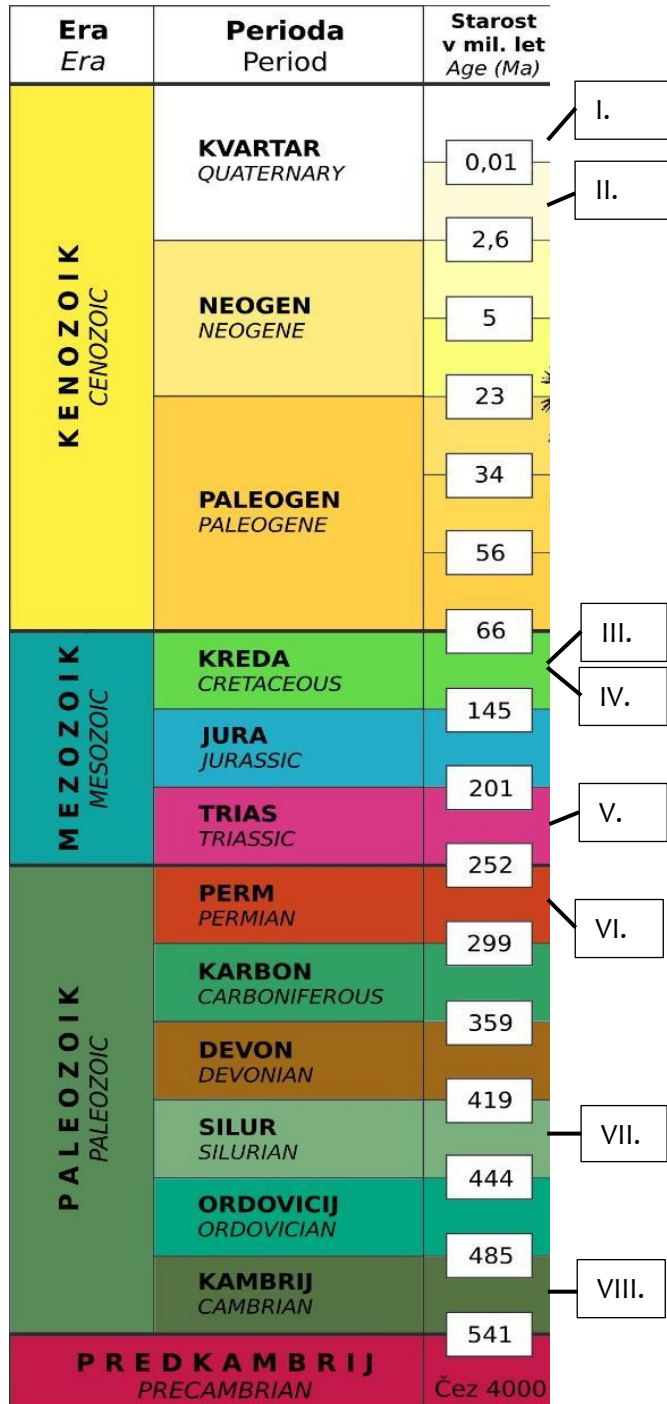 Era
Era
Perioda
Period
Starost
v mil. let
Age (Ma)
KENOZOIK
CENOZOIC
KVARTAR
QUATERNARY
0,01
I.
II.
2,6
NEOGEN
NEOGENE
5
23
PALEOGEN
PALEOGENE
34
56
66
MEZOZOIK
MESOZOIC
KREDA
CRETACEOUS
III.
IV.
145
JURA
JURASSIC
201
TRIAS
TRIASSIC
V.
252
PALEOZOIK
PALEOZOIC
PERM
PERMIAN
VI.
299
KARBON
CARBONIFEROUS
359
DEVON
DEVONIAN
419
SILUR
SILURIAN
VII.
444
ORDOVICIJ
ORDOVICIAN
485
KAMBRIJ
CAMBRIAN
VIII.
541
PREDKAMBRIJ
PRECAMBRIAN
Čez 4000